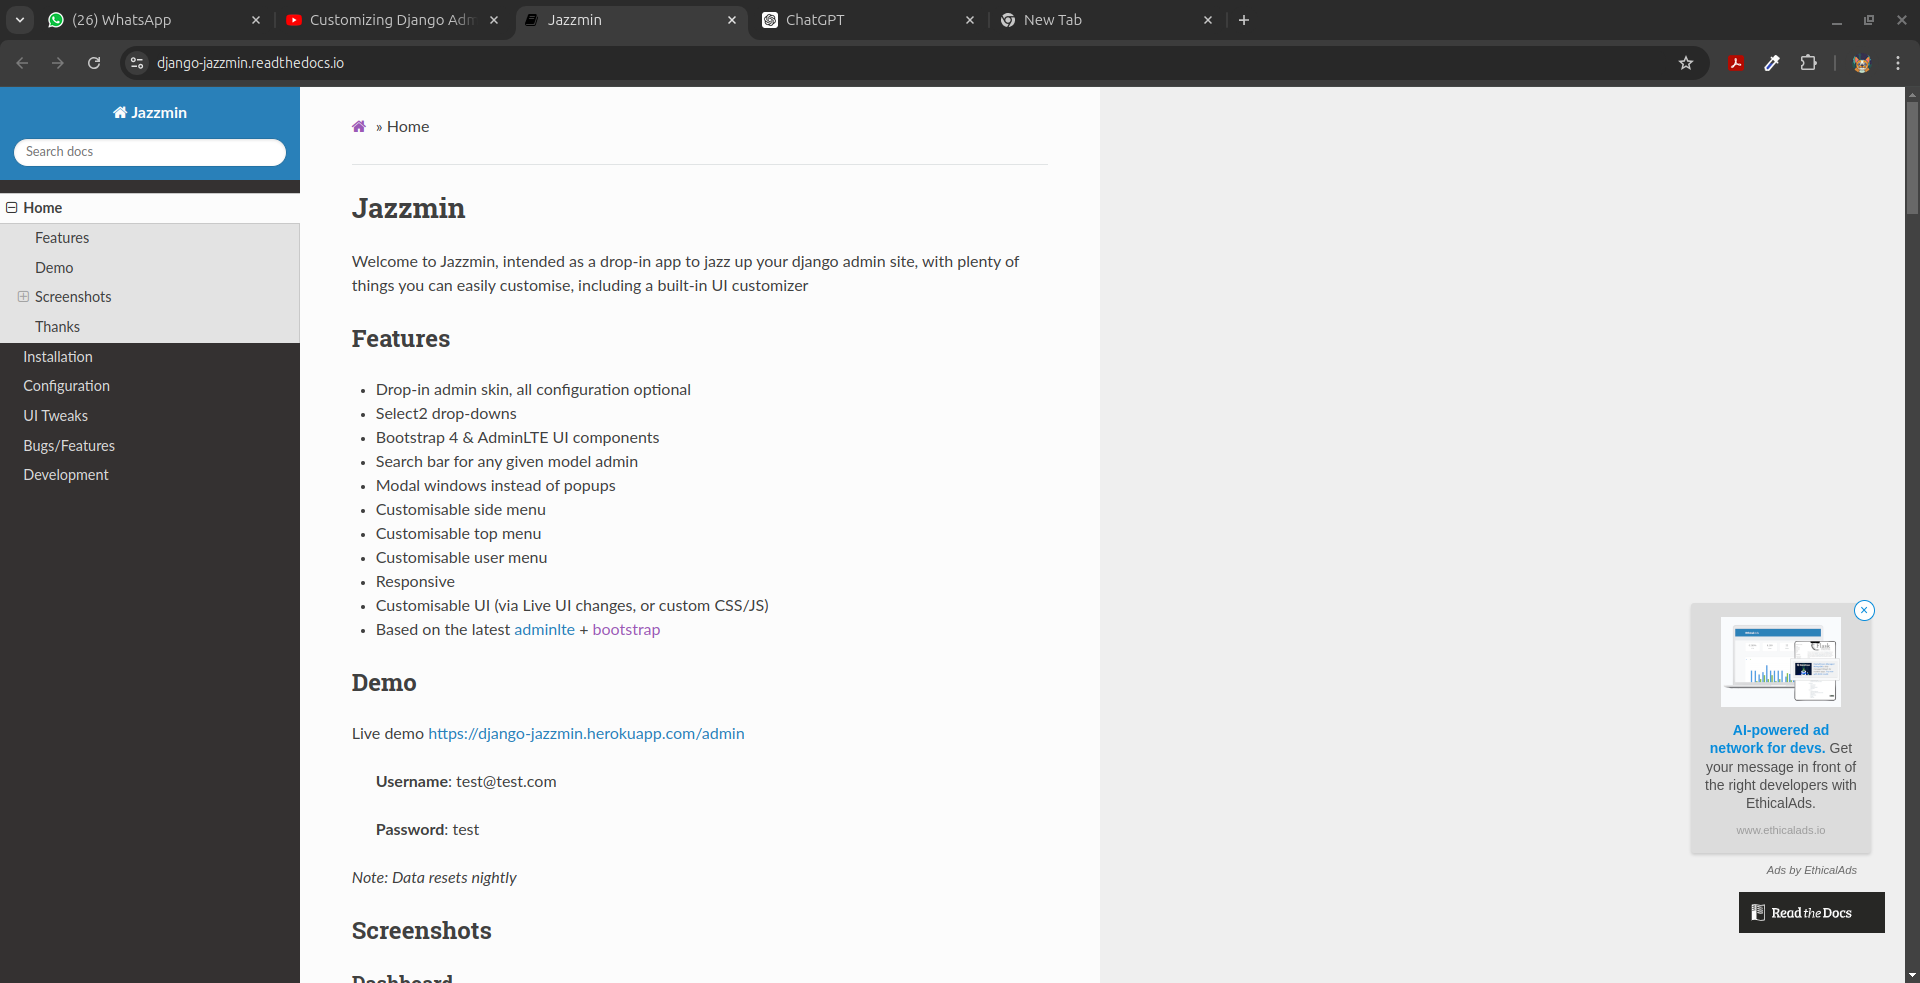 (26) WhatsApp
Customizing Django Adm
Jazzmin
ChatGPT
New Tab
django-jazzmin.readthedocs.io
Jazzmin
Search docs
Home
Features
Demo
Screenshots
Thanks
Installation
Configuration
UI Tweaks
Bugs/Features
Development
» Home
Jazzmin
Welcome to Jazzmin, intended as a drop-in app to jazz up your django admin site, with plenty of
things you can easily customise, including a built-in UI customizer
Features
• Drop-in admin skin, all configuration optional
• Select2 drop-downs
• Bootstrap 4 & AdminLTE UI components
• Search bar for any given model admin
• Modal windows instead of popups
• Customisable side menu
• Customisable top menu
• Customisable user menu
• Responsive
• Customisable UI (via Live UI changes, or custom CSS/JS)
• Based on the latest adminlte + bootstrap
Demo
Live demo https://django-jazzmin.herokuapp.com/admin
Username: test@test.com
Password: test
Note: Data resets nightly
Screenshots
Dashboard
AI-powered ad
network for devs. Get
your message in front of
the right developers with
EthicalAds.
www.ethicalads.io
Ads by EthicalAds
Read the Docs